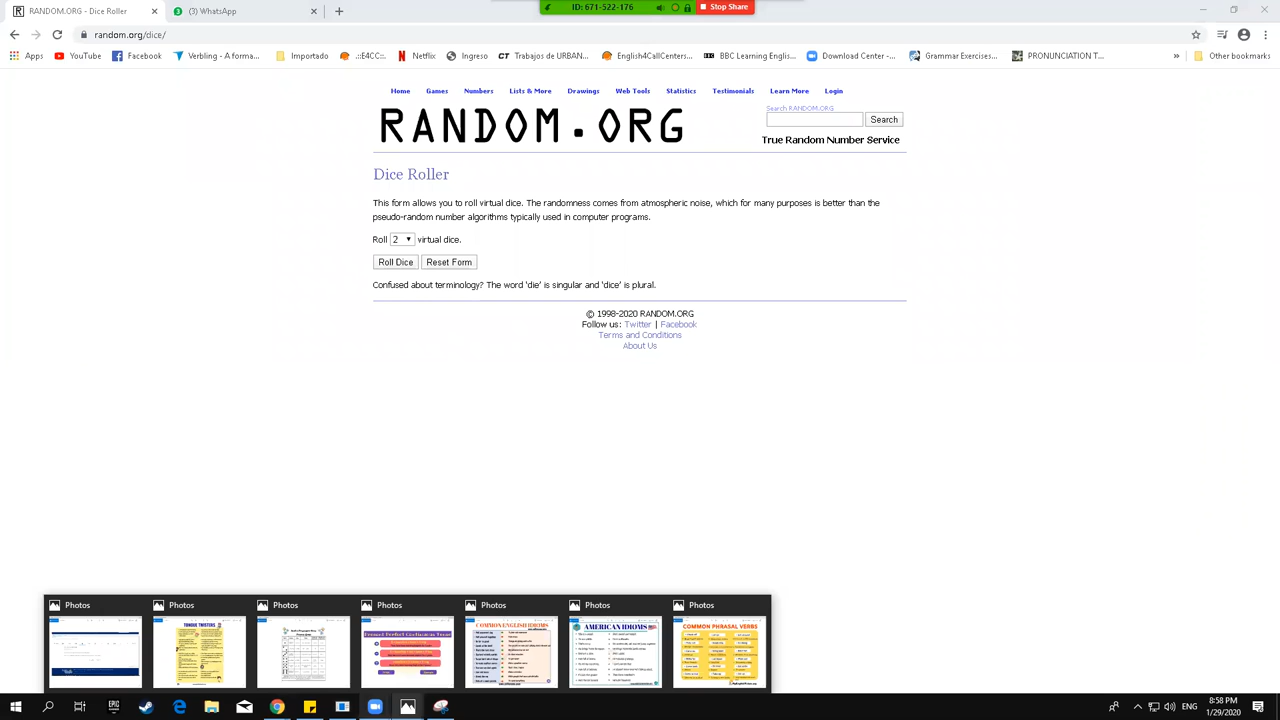 RANDOM.ORG - Dice Roller
(3) WhatsApp
ID: 671-522-176
Stop Share
random.org/dice/
Apps
YouTube
Facebook
Verbling - A forma...
Importado
.::E4CC::.
Netflix
Ingreso
CT Trabajos de URBAN...
English4CallCenters...
BBC BBC Learning Englis...
Download Center -...
Grammar Exercises...
PRONUNCIATION T...
»
Other bookmarks
Home Games Numbers Lists & More Drawings Web Tools Statistics Testimonials Learn More Login
Search RANDOM.ORG
RANDOM.ORG
Search
True Random Number Service
Dice Roller
This form allows you to roll virtual dice. The randomness comes from atmospheric noise, which for many purposes is better than the
pseudo-random number algorithms typically used in computer programs.
Roll 2 virtual dice.
Roll Dice Reset Form
Confused about terminology? The word 'die' is singular and 'dice' is plural.
© 1998-2020 RANDOM.ORG
Follow us: Twitter | Facebook
Terms and Conditions
About Us
Photos Photos Photos Photos Photos Photos Photos
TONGUE TWISTERS
COMMON ENGLISH IDIOMS
AMERICAN IDIOMS
COMMON PHRASAL VERBS
EPIC
ENG
8:58 PM
1/29/2020